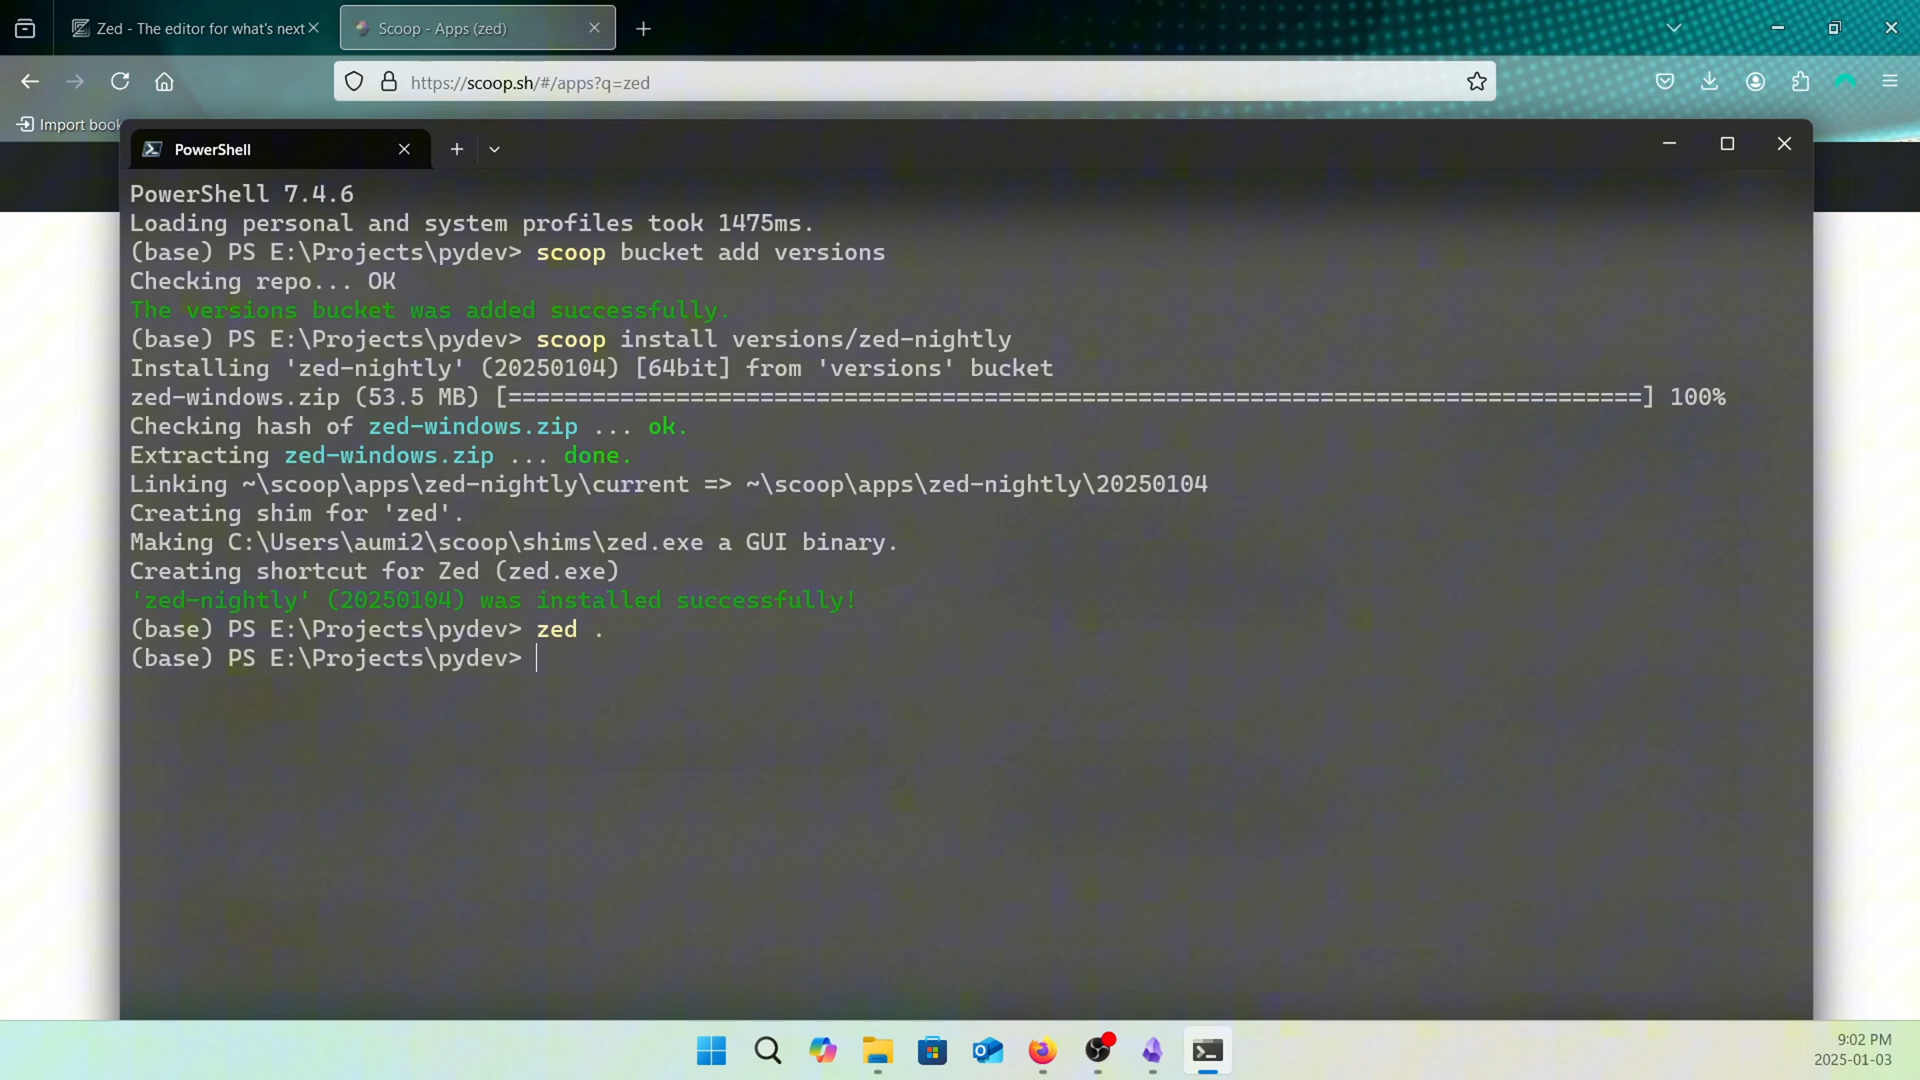 Zed - The editor for what's next
Scoop - Apps (zed)
https://scoop.sh/#/apps?q=zed
Import book
PowerShell
PowerShell 7.4.6
Loading personal and system profiles took 1475ms.
(base) PS E:\Projects\pydev> scoop bucket add versions
Checking repo... OK
The versions bucket was added successfully.
(base) PS E:\Projects\pydev> scoop install versions/zed-nightly
Installing 'zed-nightly' (20250104) [64bit] from 'versions' bucket
zed-windows.zip (53.5 MB) [=================================================================================] 100%
Checking hash of zed-windows.zip ... ok.
Extracting zed-windows.zip ... done.
Linking ~\scoop\apps\zed-nightly\current => ~\scoop\apps\zed-nightly\20250104
Creating shim for 'zed'.
Making C:\Users\aumi2\scoop\shims\zed.exe a GUI binary.
Creating shortcut for Zed (zed.exe)
'zed-nightly' (20250104) was installed successfully!
(base) PS E:\Projects\pydev> zed .
(base) PS E:\Projects\pydev>
9:02 PM
2025-01-03